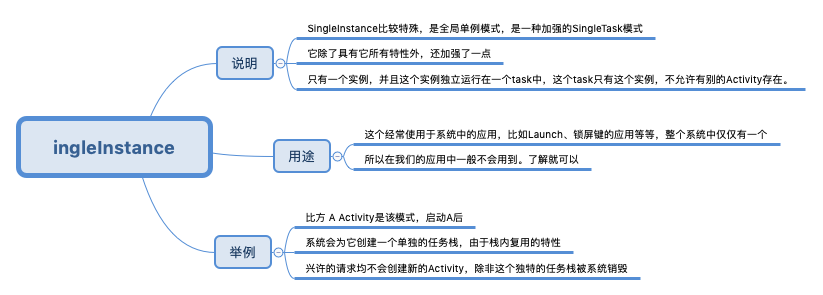 ingleInstance
说明
SingleInstance比较特殊，是全局单例模式，是一种加强的SingleTask模式
它除了具有它所有特性外，还加强了一点
只有一个实例，并且这个实例独立运行在一个task中，这个task只有这个实例，不允许有别的Activity存在。
用途
这个经常使用于系统中的应用，比如Launch、锁屏键的应用等等，整个系统中仅仅有一个
所以在我们的应用中一般不会用到。了解就可以
举例
比方 A Activity是该模式，启动A后
系统会为它创建一个单独的任务栈，由于栈内复用的特性
兴许的请求均不会创建新的Activity，除非这个独特的任务栈被系统销毁